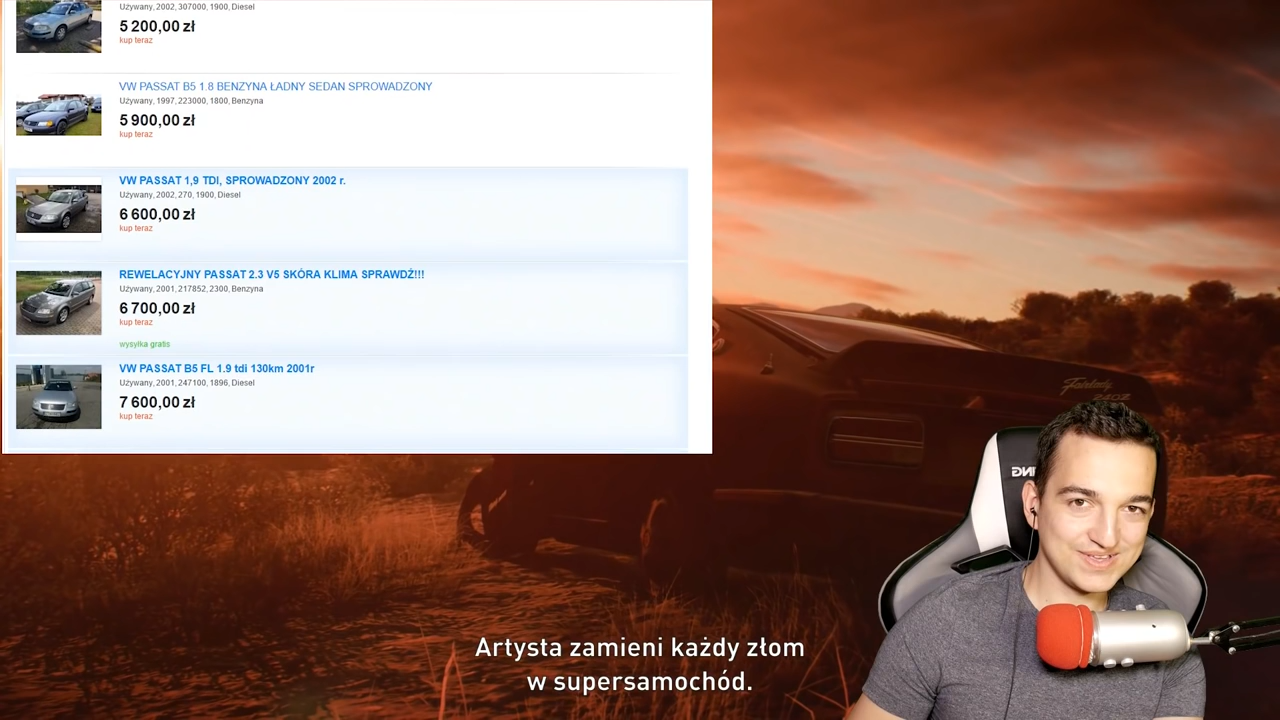 Używany, 2002, 307000, 1900, Diesel
5 200,00 zł
kup teraz
VW PASSAT B5 1.8 BENZYNA ŁADNY SEDAN SPROWADZONY
Używany, 1997, 223000, 1800, Benzyna
5 900,00 zł
kup teraz
VW PASSAT 1,9 TDI, SPROWADZONY 2002 r.
Używany, 2002, 270, 1900, Diesel
6 600,00 zł
kup teraz
REWELACYJNY PASSAT 2.3 V5 SKÓRA KLIMA SPRAWDŹ!!!
Używany, 2001, 217852, 2300, Benzyna
6 700,00 zł
kup teraz
wysyłka gratis
VW PASSAT B5 FL 1.9 tdi 130km 2001r
Używany, 2001, 247100, 1896, Diesel
7 600,00 zł
kup teraz
Fairlady
240Z
Artysta zamieni każdy złom
w supersamochód.